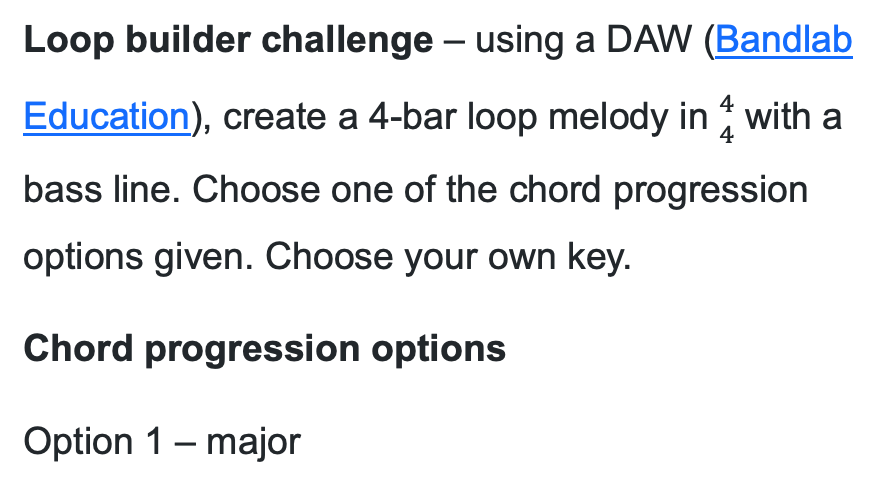 Loop builder challenge – using a DAW (Bandlab
Education), create a 4-bar loop melody in 4/4 with a
bass line. Choose one of the chord progression
options given. Choose your own key.
Chord progression options
Option 1 – major